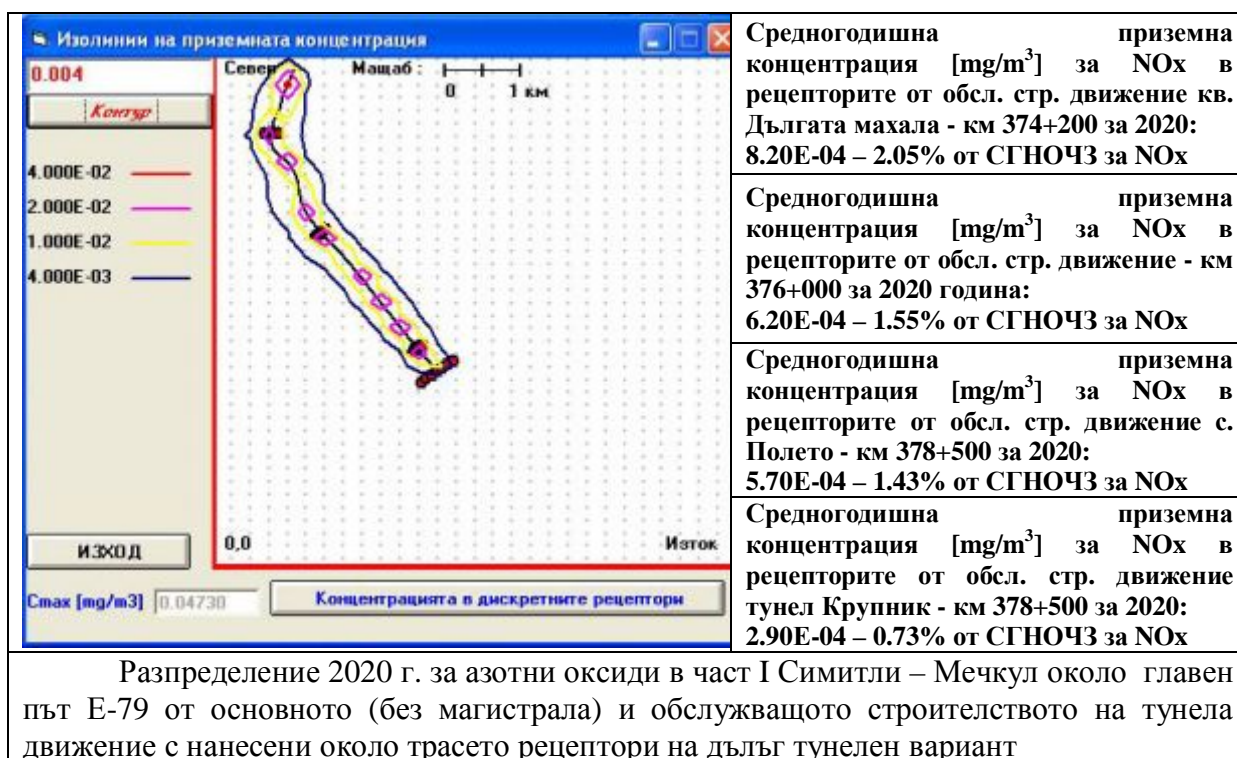 Изолинии на приземната концентрация
0.004
Контур
4.000E-02
2.000E-02
1.000E-02
4.000E-03
Север
Мащаб :
0 1 км
0,0
Изток
ИЗХОД
Cmax [mg/m3] 0.04730
Концентрацията в дискретните рецептори
Средногодишна приземна
концентрация [mg/m³] за NOx в
рецепторите от обсл. стр. движение кв.
Дългата махала - км 374+200 за 2020:
8.20E-04 – 2.05% от СГНОЧЗ за NOx
Средногодишна приземна
концентрация [mg/m³] за NOx в
рецепторите от обсл. стр. движение - км
376+000 за 2020 година:
6.20E-04 – 1.55% от СГНОЧЗ за NOx
Средногодишна приземна
концентрация [mg/m³] за NOx в
рецепторите от обсл. стр. движение с.
Полето - км 378+500 за 2020:
5.70E-04 – 1.43% от СГНОЧЗ за NOx
Средногодишна приземна
концентрация [mg/m³] за NOx в
рецепторите от обсл. стр. движение
тунел Крупник - км 378+500 за 2020:
2.90E-04 – 0.73% от СГНОЧЗ за NOx
Разпределение 2020 г. за азотни оксиди в част I Симитли – Мечкул около главен
път Е-79 от основното (без магистрала) и обслужващото строителството на тунела
движение с нанесени около трасето рецептори на дълъг тунелен вариант